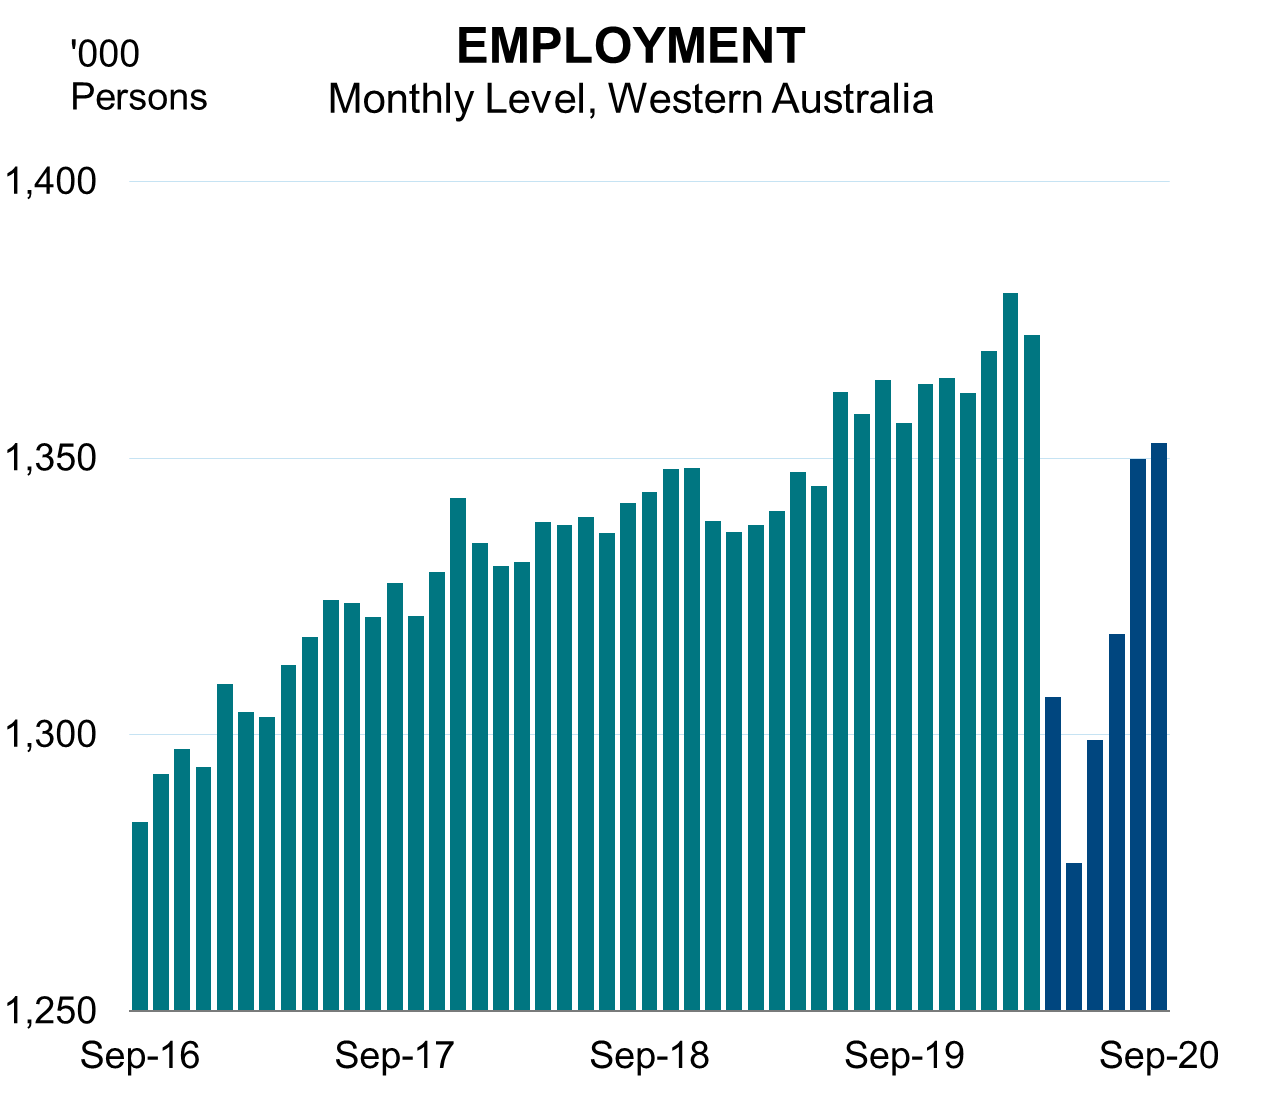 '000
Persons
EMPLOYMENT
Monthly Level, Western Australia
1,400
1,350
1,300
1,250
Sep-16 Sep-17 Sep-18 Sep-19 Sep-20